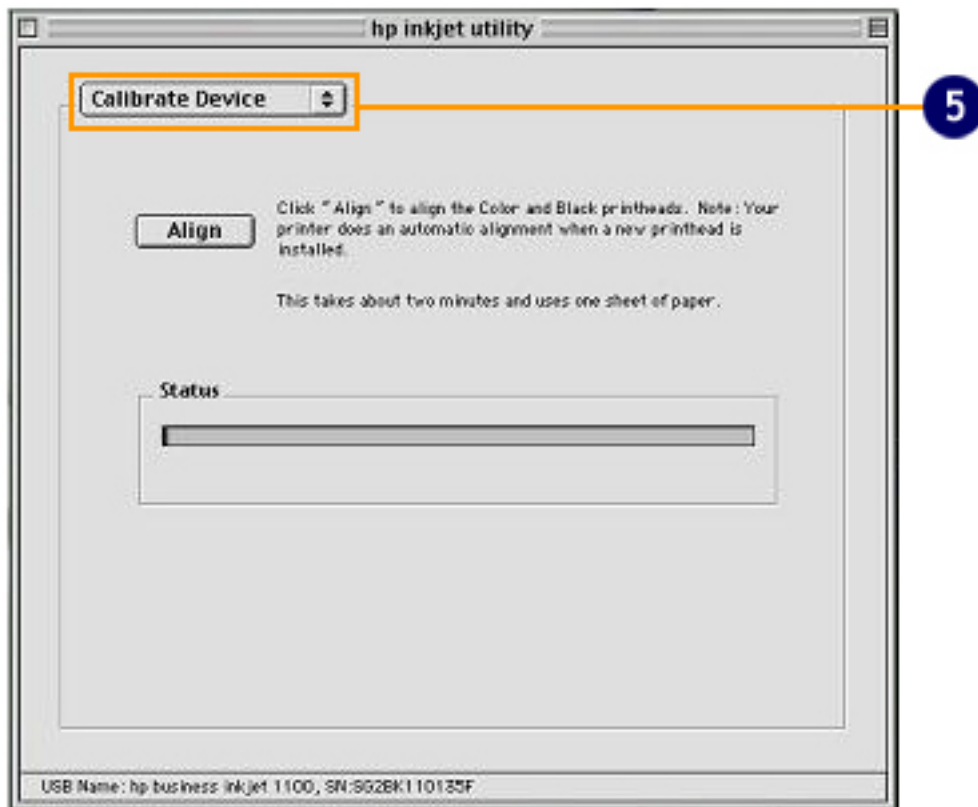 hp inkjet utility
Calibrate Device
5
Align
Click "Align" to align the Color and Black printheads. Note: Your
printer does an automatic alignment when a new printhead is
installed.
This takes about two minutes and uses one sheet of paper.
Status
USB Name: hp business inkjet 1100, SN:SG2BK110135F